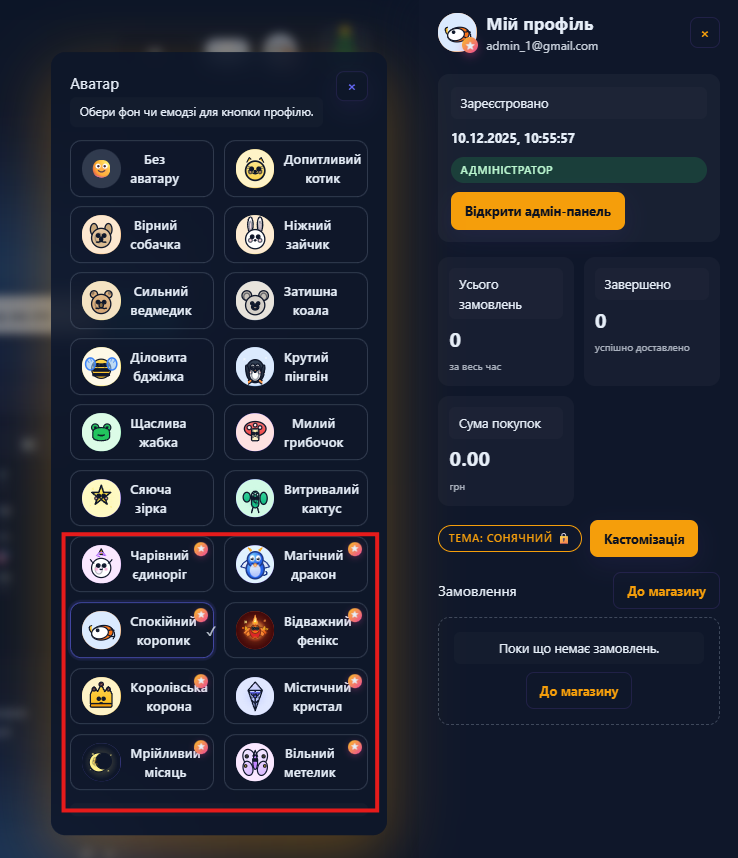 Аватар
×
Обери фон чи емодзі для кнопки профілю.
Без
аватару
Допитливий
котик
Вірний
собачка
Ніжний
зайчик
Сильний
ведмедик
Затишна
коала
Діловита
бджілка
Крутий
пінгвін
Щаслива
жабка
Милий
грибочок
Сяюча
зірка
Витривалий
кактус
Чарівний
єдиноріг
Магічний
дракон
Спокійний
коропик
✓
Відважний
фенікс
Королівська
корона
Містичний
кристал
Мрійливий
місяць
Вільний
метелик
Мій профіль
admin_1@gmail.com
×
Зареєстровано
10.12.2025, 10:55:57
АДМІНІСТРАТОР
Відкрити адмін-панель
Усього
замовлень
0
за весь час
Завершено
0
успішно доставлено
Сума покупок
0.00
грн
ТЕМА: СОНЯЧНИЙ 🔒
Кастомізація
Замовлення
До магазину
Поки що немає замовлень.
До магазину